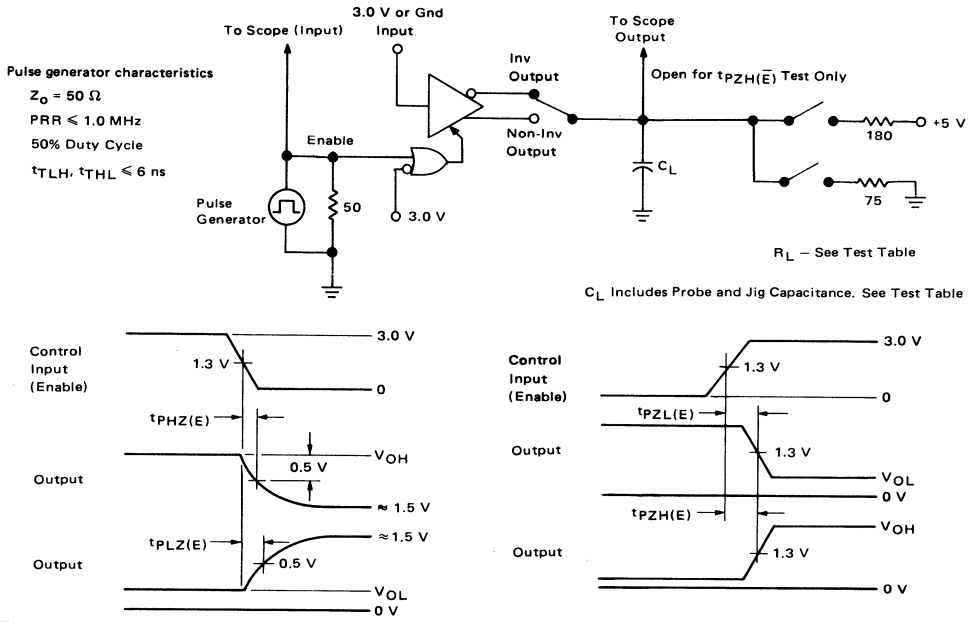 3.0 V or Gnd
Input
To Scope (Input)
To Scope
Output
Pulse generator characteristics
Zo = 50 Ω
PRR ⩽ 1.0 MHz
50% Duty Cycle
tTLH, tTHL ⩽ 6 ns
Inv
Output
Open for tPZH(E̅) Test Only
Enable
Non-Inv
Output
+5 V
180
CL
Pulse
Generator
50
3.0 V
75
RL – See Test Table
CL Includes Probe and Jig Capacitance. See Test Table
Control
Input
(Enable)
3.0 V
1.3 V
0
tPHZ(E)
Output
VOH
0.5 V
≈ 1.5 V
tPLZ(E)
≈ 1.5 V
Output
0.5 V
VOL
0 V
Control
Input
(Enable)
3.0 V
1.3 V
0
tPZL(E)
Output
1.3 V
VOL
0 V
tPZH(E)
VOH
Output
1.3 V
0 V